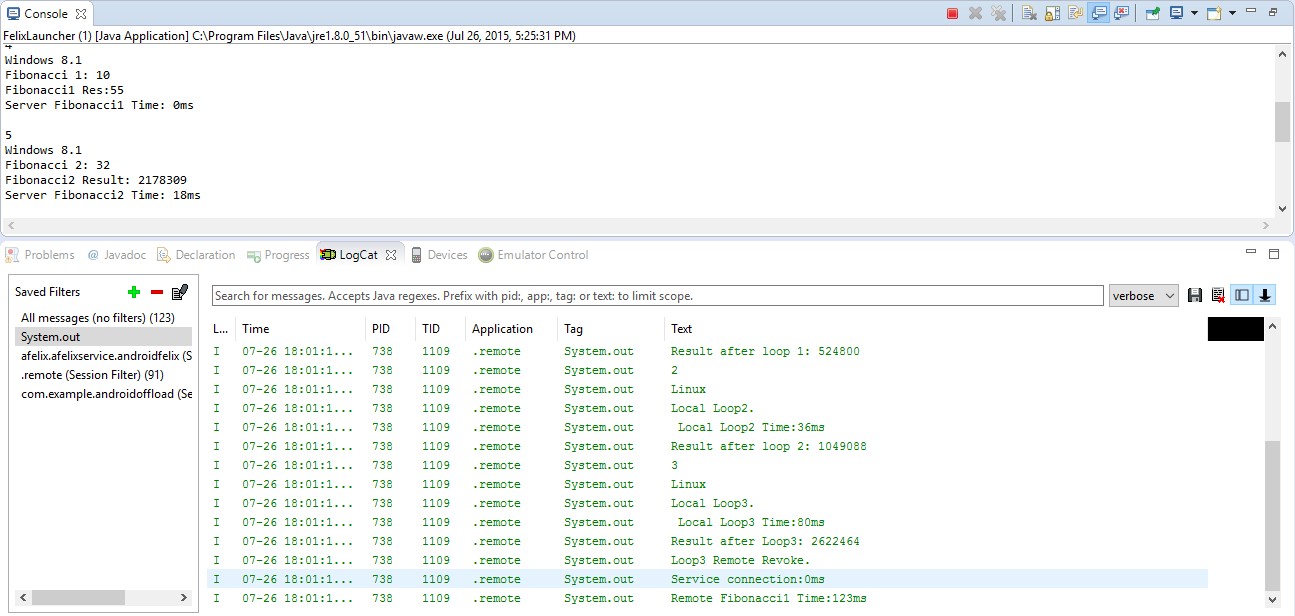 Console
FelixLauncher (1) [Java Application] C:\Program Files\Java\jre1.8.0_51\bin\javaw.exe (Jul 26, 2015, 5:25:31 PM)
4
Windows 8.1
Fibonacci 1: 10
Fibonacci1 Res:55
Server Fibonacci1 Time: 0ms
5
Windows 8.1
Fibonacci 2: 32
Fibonacci2 Result: 2178309
Server Fibonacci2 Time: 18ms
Problems @ Javadoc Declaration Progress LogCat Devices Emulator Control
Saved Filters
All messages (no filters) (123)
System.out
afelix.afelixservice.androidfelix (S
.remote (Session Filter) (91)
com.example.androidoffload (Se
Search for messages. Accepts Java regexes. Prefix with pid:, app:, tag: or text: to limit scope. verbose
L... Time PID TID Application Tag Text
I 07-26 18:01:1... 738 1109 .remote System.out Result after loop 1: 524800
I 07-26 18:01:1... 738 1109 .remote System.out 2
I 07-26 18:01:1... 738 1109 .remote System.out Linux
I 07-26 18:01:1... 738 1109 .remote System.out Local Loop2.
I 07-26 18:01:1... 738 1109 .remote System.out Local Loop2 Time:36ms
I 07-26 18:01:1... 738 1109 .remote System.out Result after loop 2: 1049088
I 07-26 18:01:1... 738 1109 .remote System.out 3
I 07-26 18:01:1... 738 1109 .remote System.out Linux
I 07-26 18:01:1... 738 1109 .remote System.out Local Loop3.
I 07-26 18:01:1... 738 1109 .remote System.out Local Loop3 Time:80ms
I 07-26 18:01:1... 738 1109 .remote System.out Result after Loop3: 2622464
I 07-26 18:01:1... 738 1109 .remote System.out Loop3 Remote Revoke.
I 07-26 18:01:1... 738 1109 .remote System.out Service connection:0ms
I 07-26 18:01:1... 738 1109 .remote System.out Remote Fibonacci1 Time:123ms